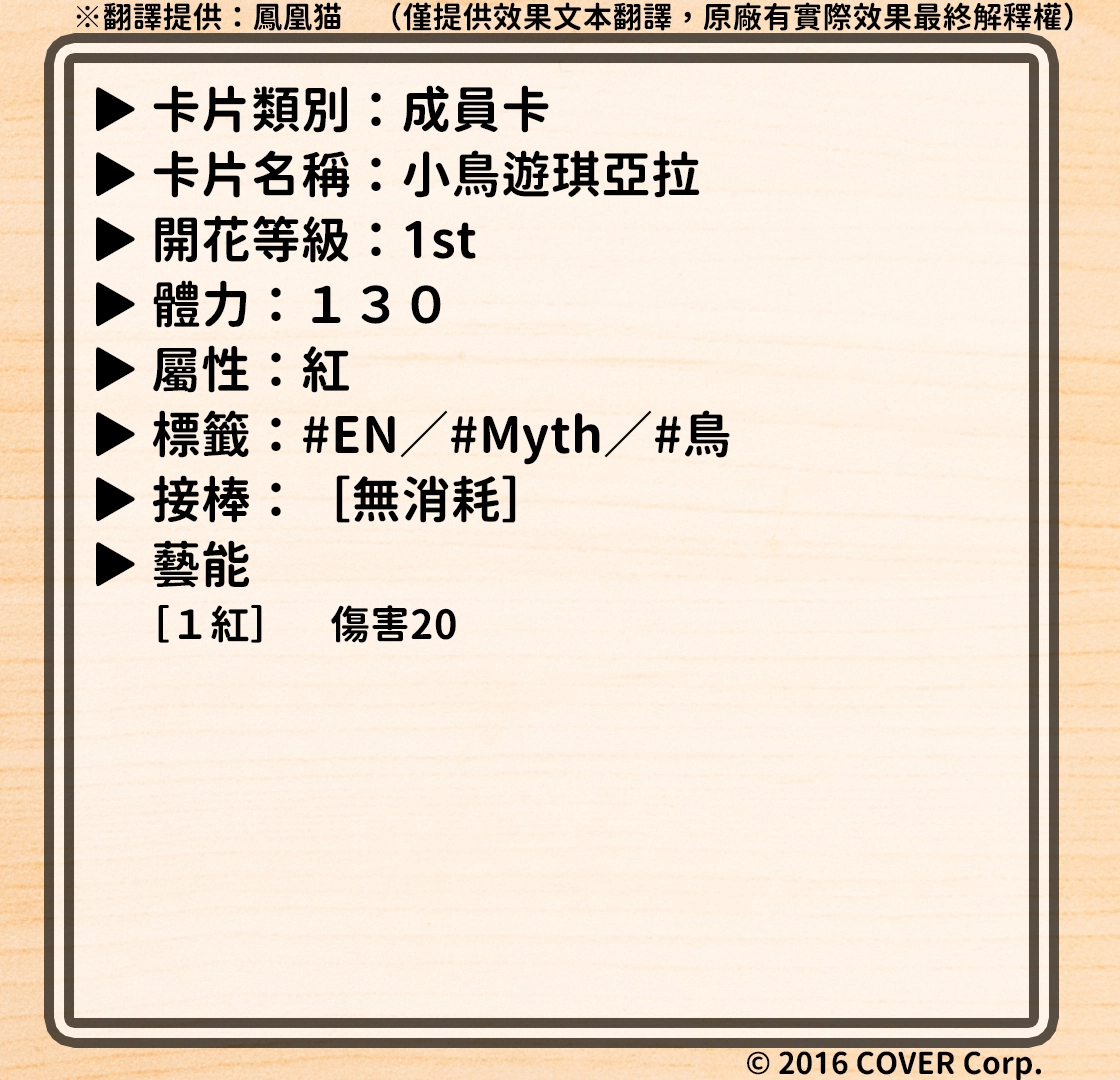 ※翻譯提供：鳳凰猫　（僅提供效果文本翻譯，原廠有實際效果最終解釋權）
▶ 卡片類別：成員卡
▶ 卡片名稱：小鳥遊琪亞拉
▶ 開花等級：1st
▶ 體力：１３０
▶ 屬性：紅
▶ 標籤：#EN／#Myth／#鳥
▶ 接棒：［無消耗］
▶ 藝能
［１紅］　傷害20
© 2016 COVER Corp.